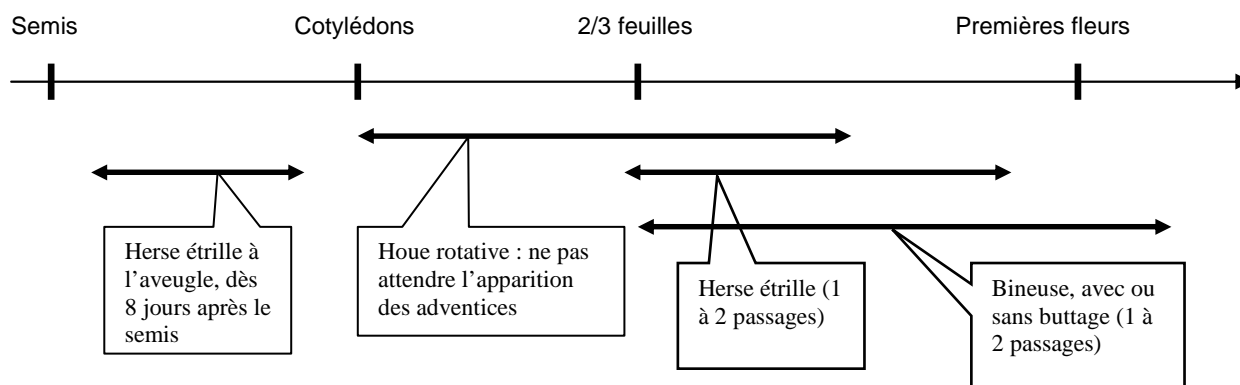 Semis
Cotylédons
2/3 feuilles
Premières fleurs
Herse étrille à
l’aveugle, dès
8 jours après le
semis
Houe rotative : ne pas
attendre l’apparition
des adventices
Herse étrille (1
à 2 passages)
Bineuse, avec ou
sans buttage (1 à
2 passages)